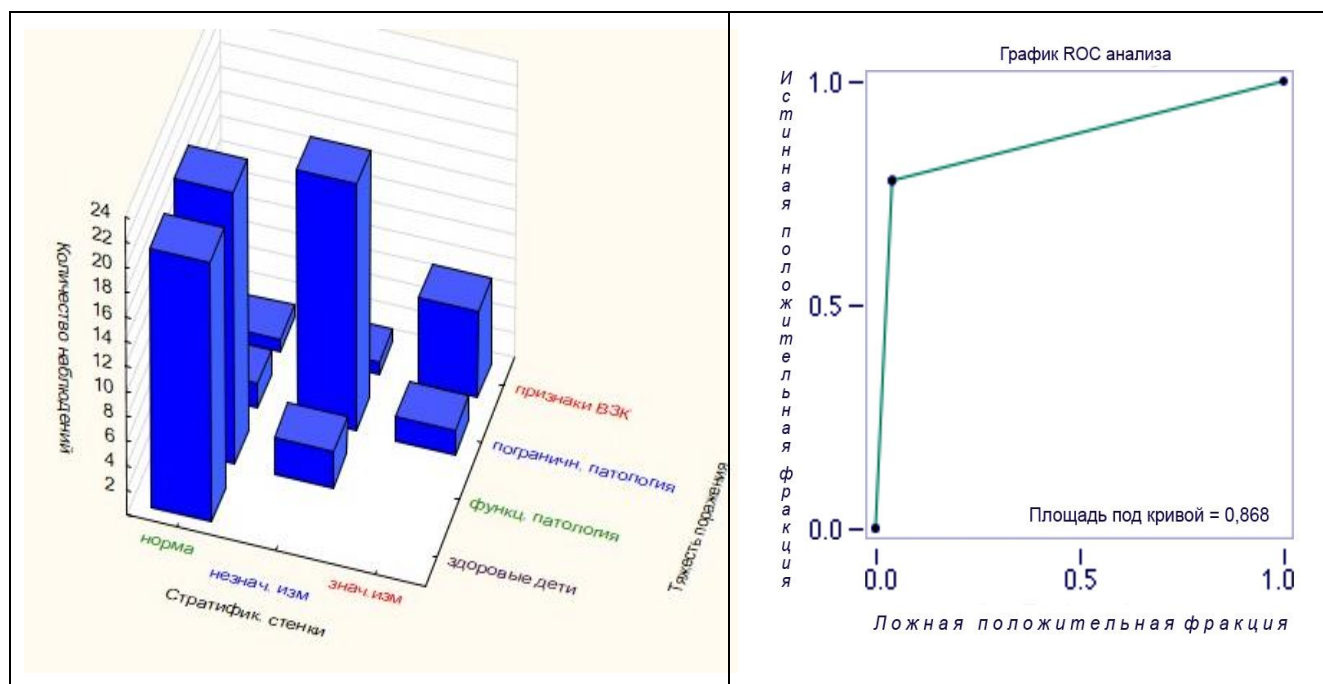 24
22
20
18
16
14
12
10
8
6
4
2
Количество наблюдений
норма
незнач. изм
знач.изм
Стратифик. стенки
признаки ВЗК
пограничн. патология
функц. патология
здоровые дети
Тяжесть поражения
График ROC анализа
Истинная положительная фракция
1.0
0.5
0.0
Площадь под кривой = 0,868
0.0 0.5 1.0
Ложная положительная фракция